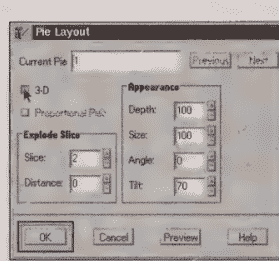 Pie Layout
Current Pie 1 Previous Next
3-D
Proportional Pies
Explode Slice
Slice: 2
Distance: 0
Appearance
Depth: 100
Size: 100
Angle: 0
Tilt: 70
OK Cancel Preview Help